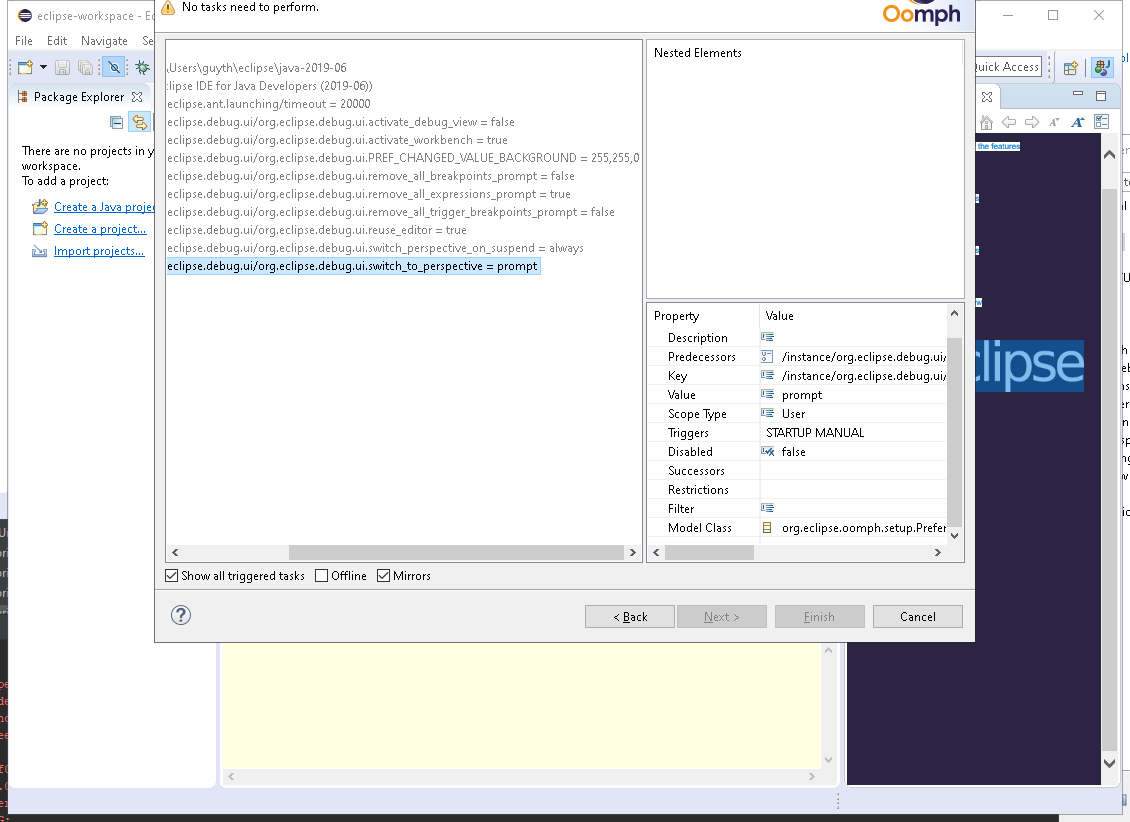 eclipse-workspace - Ec
No tasks need to perform.
Oomph
File Edit Navigate Se
Quick Access
Package Explorer
There are no projects in y
workspace.
To add a project:
Create a Java projec
Create a project...
Import projects...
\Users\guyth\eclipse\java-2019-06
:lipse IDE for Java Developers (2019-06))
eclipse.ant.launching/timeout = 20000
eclipse.debug.ui/org.eclipse.debug.ui.activate_debug_view = false
eclipse.debug.ui/org.eclipse.debug.ui.activate_workbench = true
eclipse.debug.ui/org.eclipse.debug.ui.PREF_CHANGED_VALUE_BACKGROUND = 255,255,0
eclipse.debug.ui/org.eclipse.debug.ui.remove_all_breakpoints_prompt = false
eclipse.debug.ui/org.eclipse.debug.ui.remove_all_expressions_prompt = true
eclipse.debug.ui/org.eclipse.debug.ui.remove_all_trigger_breakpoints_prompt = false
eclipse.debug.ui/org.eclipse.debug.ui.reuse_editor = true
eclipse.debug.ui/org.eclipse.debug.ui.switch_perspective_on_suspend = always
eclipse.debug.ui/org.eclipse.debug.ui.switch_to_perspective = prompt
Nested Elements
Property Value
Description
Predecessors /instance/org.eclipse.debug.ui/
Key /instance/org.eclipse.debug.ui/
Value prompt
Scope Type User
Triggers STARTUP MANUAL
Disabled false
Successors
Restrictions
Filter
Model Class org.eclipse.oomph.setup.Prefer
the features
clipse
Show all triggered tasks Offline Mirrors
? < Back Next > Finish Cancel